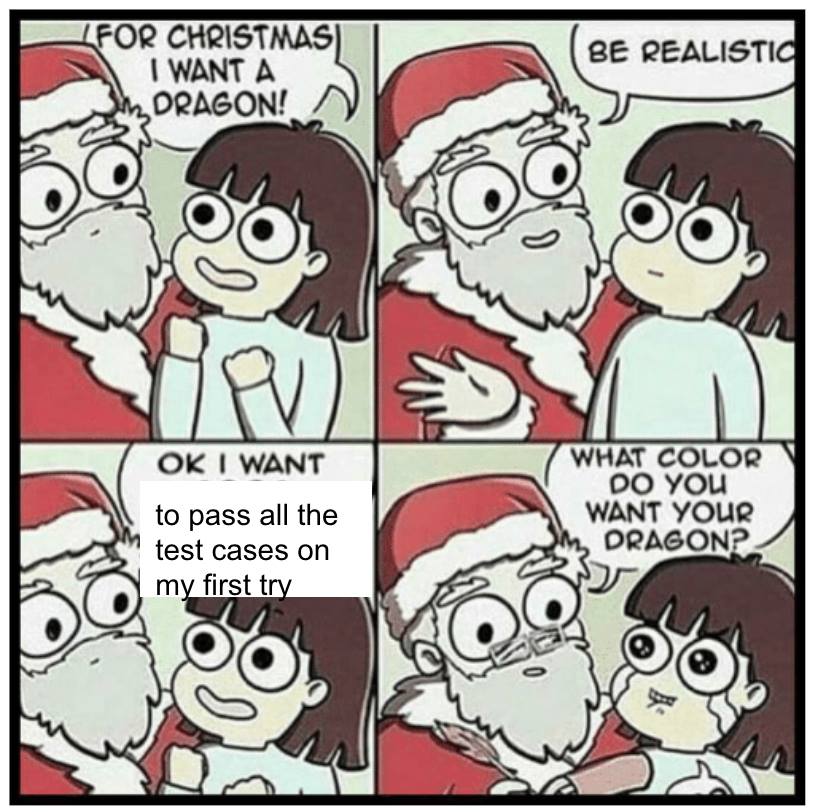 FOR CHRISTMAS
I WANT A
DRAGON!
BE REALISTIC
OK I WANT
to pass all the
test cases on
my first try
WHAT COLOR
DO YOU
WANT YOUR
DRAGON?